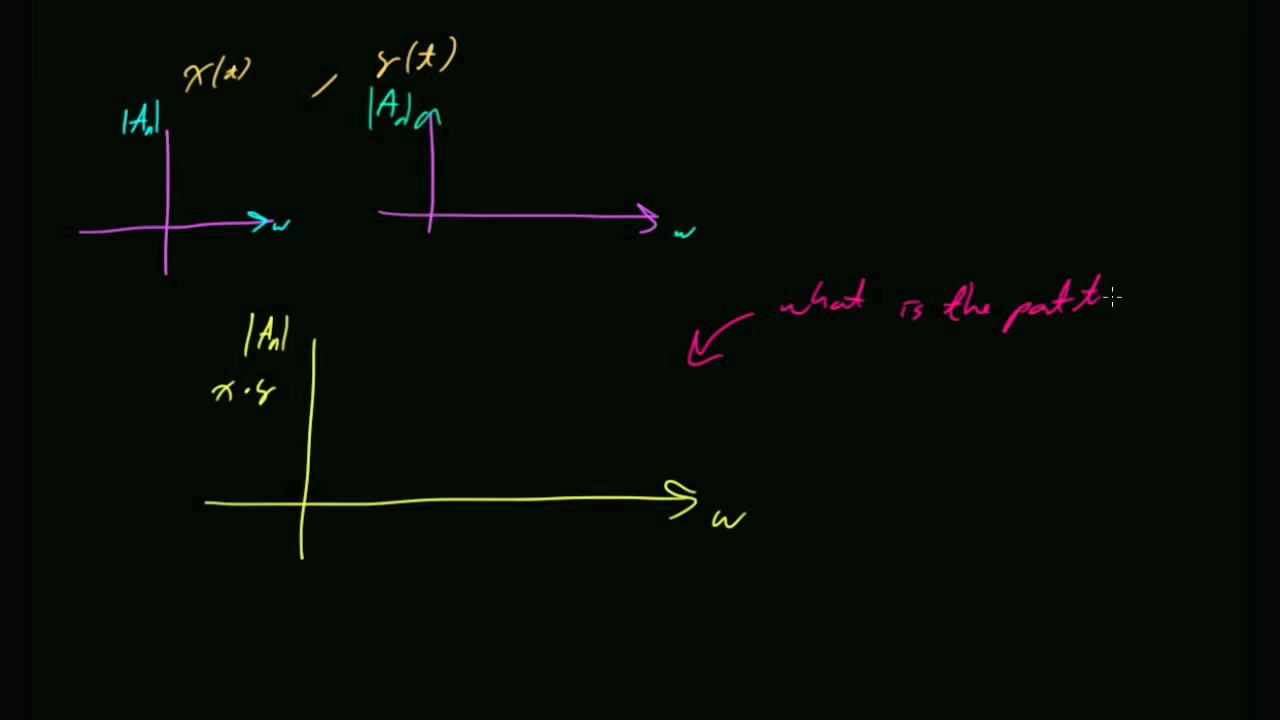 x(t) , y(t)
|Aₙ| |Aₙ|
w w
what is the patt
|Aₙ|
x·y
w